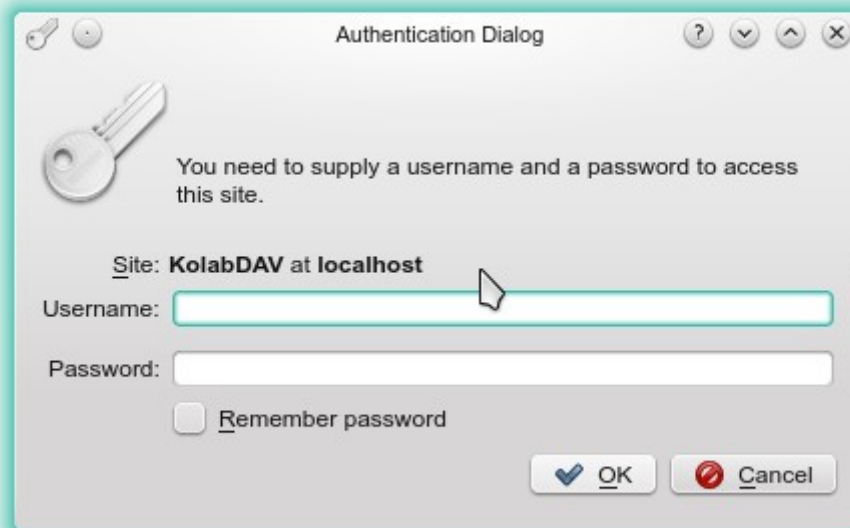 Authentication Dialog
You need to supply a username and a password to access
this site.
Site: KolabDAV at localhost
Username:
Password:
Remember password
OK Cancel